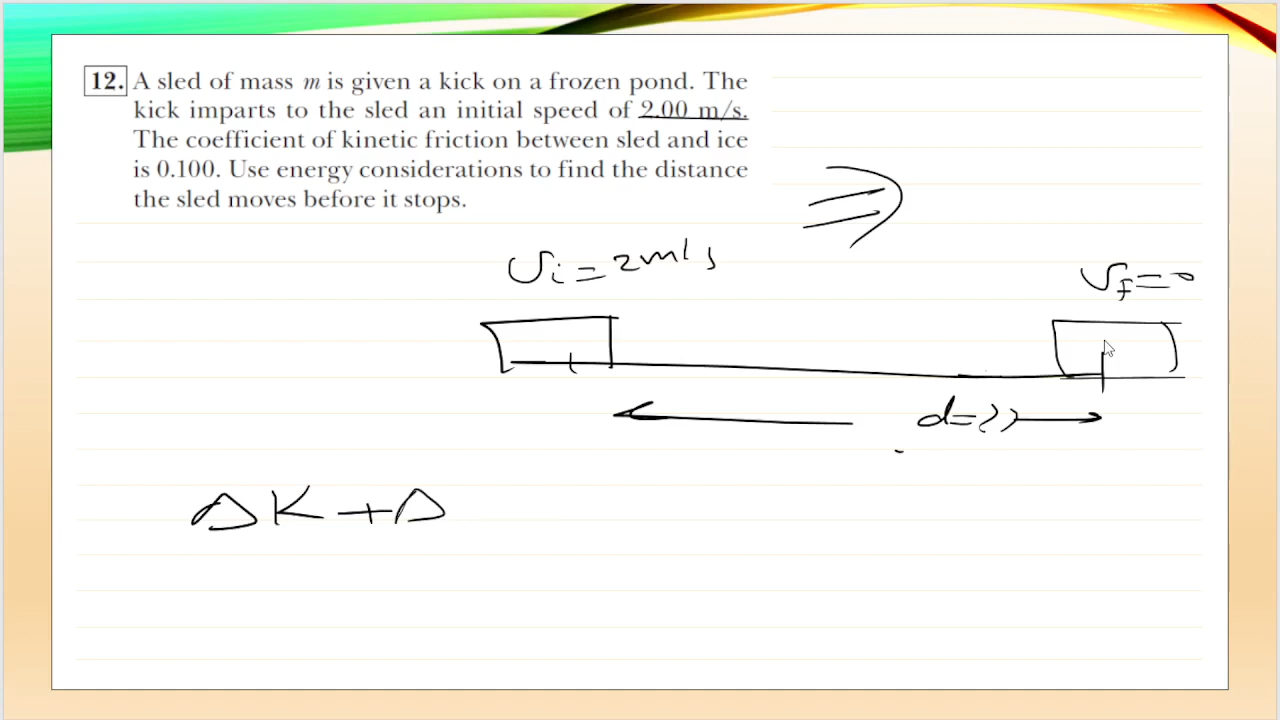 12. A sled of mass m is given a kick on a frozen pond. The
kick imparts to the sled an initial speed of 2.00 m/s.
The coefficient of kinetic friction between sled and ice
is 0.100. Use energy considerations to find the distance
the sled moves before it stops.
υi = 2m/s
υf = 0
d = ??
ΔK + Δ